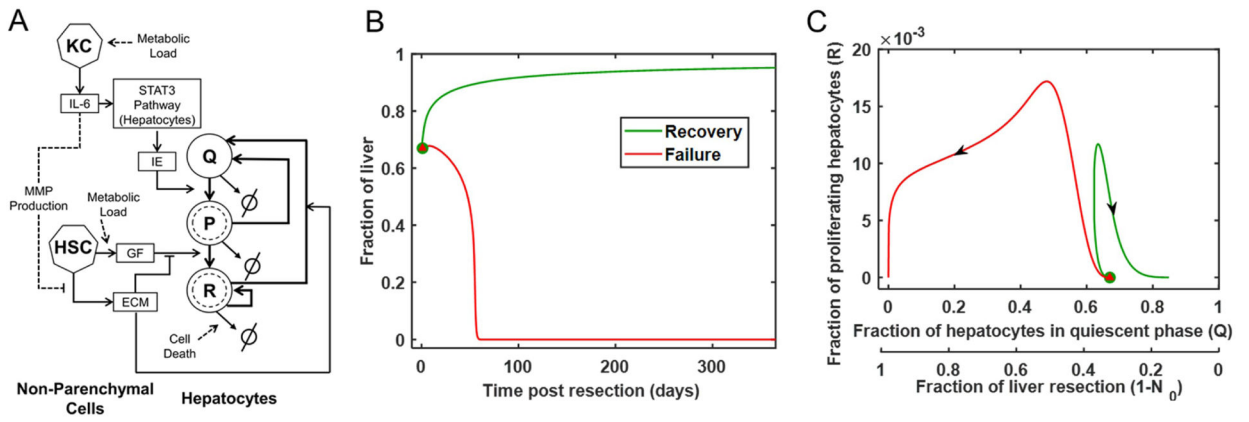 A
KC
Metabolic
Load
IL-6
STAT3
Pathway
(Hepatocytes)
IE
Q
Ø
MMP
Production
Metabolic
Load
P
Ø
HSC
GF
R
Ø
ECM
Cell
Death
Non-Parenchymal
Cells
Hepatocytes
B
Fraction of liver
1
0.8
0.6
0.4
0.2
0
Recovery
Failure
0 100 200 300
Time post resection (days)
C
Fraction of proliferating hepatocytes (R)
×10⁻³
20
15
10
5
0
0 0.2 0.4 0.6 0.8 1
Fraction of hepatocytes in quiescent phase (Q)
1 0.8 0.6 0.4 0.2 0
Fraction of liver resection (1-N₀)